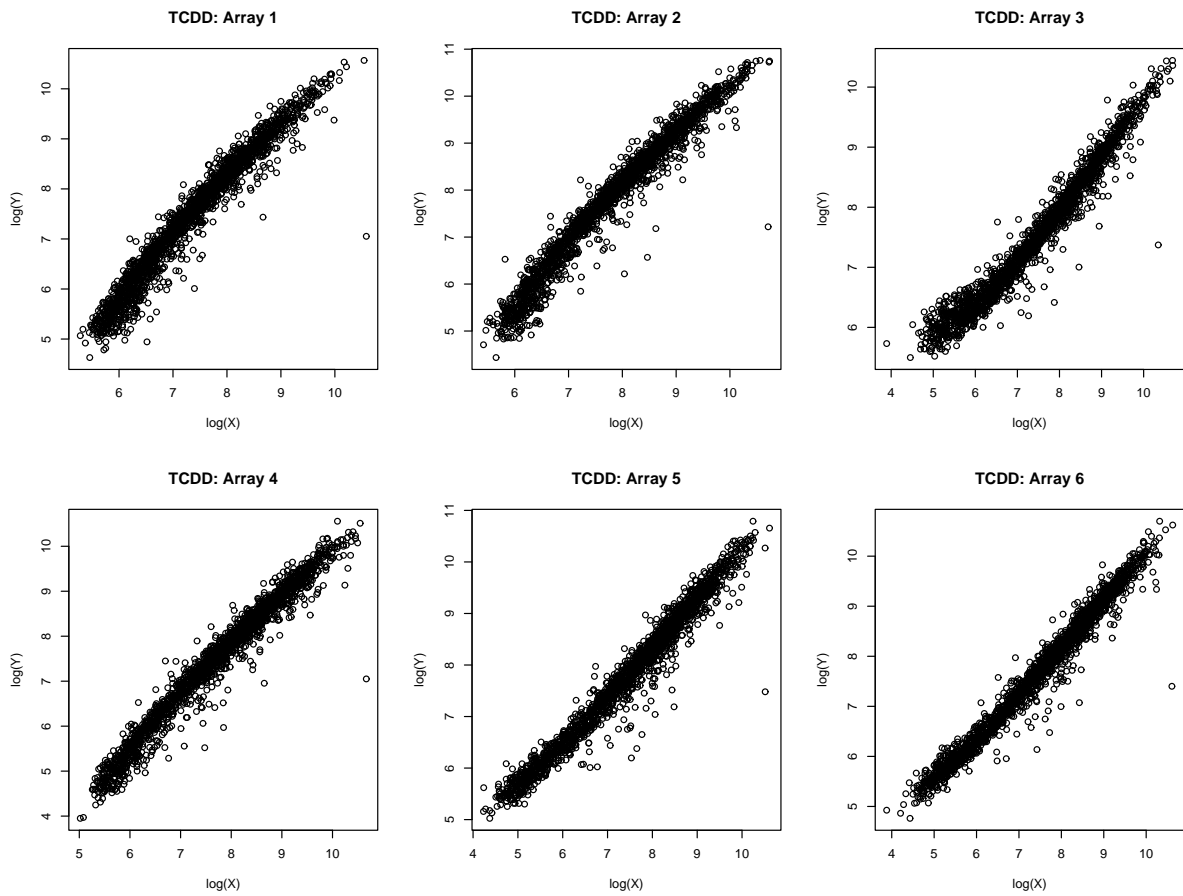 TCDD: Array 1
log(Y)
5 6 7 8 9 10
6 7 8 9 10
log(X)
TCDD: Array 2
log(Y)
5 6 7 8 9 10 11
6 7 8 9 10
log(X)
TCDD: Array 3
log(Y)
6 7 8 9 10
4 5 6 7 8 9 10
log(X)
TCDD: Array 4
log(Y)
4 5 6 7 8 9 10
5 6 7 8 9 10
log(X)
TCDD: Array 5
log(Y)
5 6 7 8 9 10 11
4 5 6 7 8 9 10
log(X)
TCDD: Array 6
log(Y)
5 6 7 8 9 10
4 5 6 7 8 9 10
log(X)